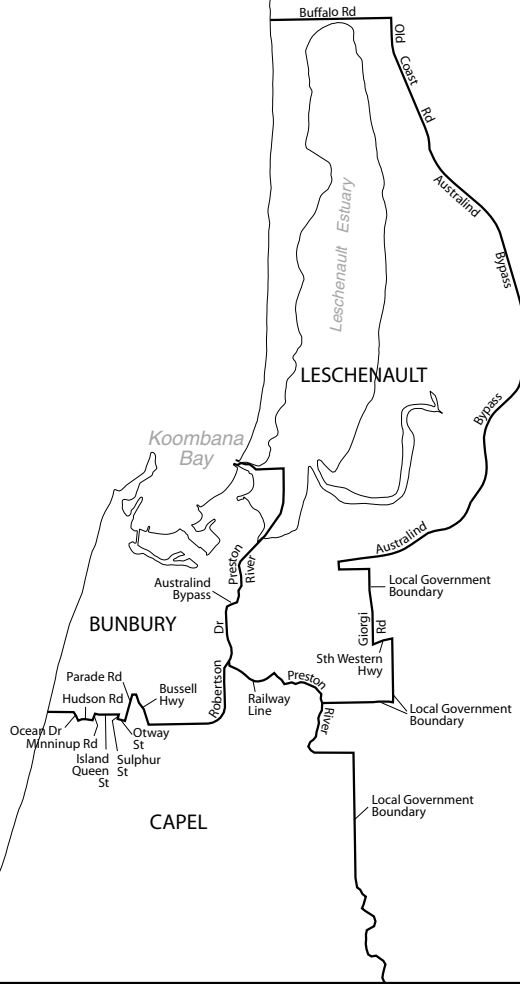 Buffalo Rd
Old
Coast
Rd
Australind
Bypass
Leschenault Estuary
LESCHENAULT
Bypass
Koombana
Bay
Australind
Preston
River
Australind
Bypass
Local Government
Boundary
BUNBURY
Dr
Giorgi
Rd
Sth Western
Hwy
Parade Rd
Bussell
Hwy
Robertson
Preston
Hudson Rd
Railway
Line
River
Local Government
Boundary
Ocean Dr
Minninup Rd
Otway
St
Island
Queen
St
Sulphur
St
Local Government
Boundary
CAPEL